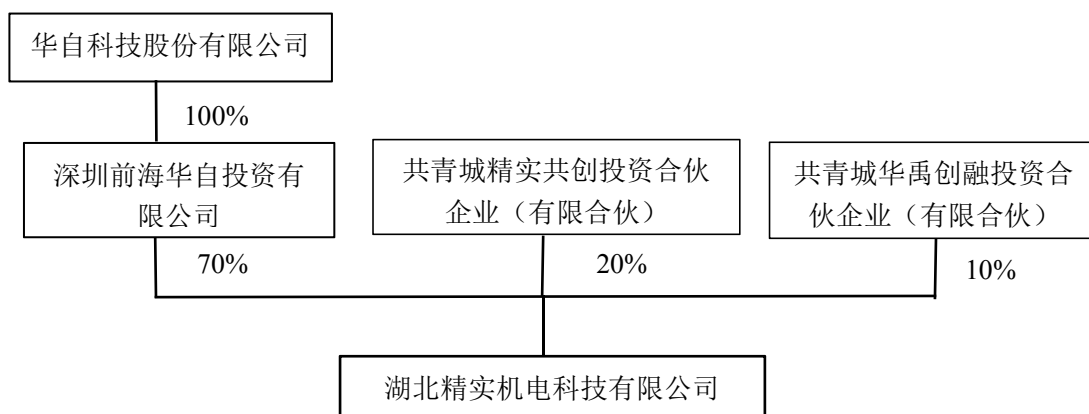 华自科技股份有限公司
100%
深圳前海华自投资有
限公司
共青城精实共创投资合伙
企业（有限合伙）
共青城华禹创融投资合
伙企业（有限合伙）
70%
20%
10%
湖北精实机电科技有限公司